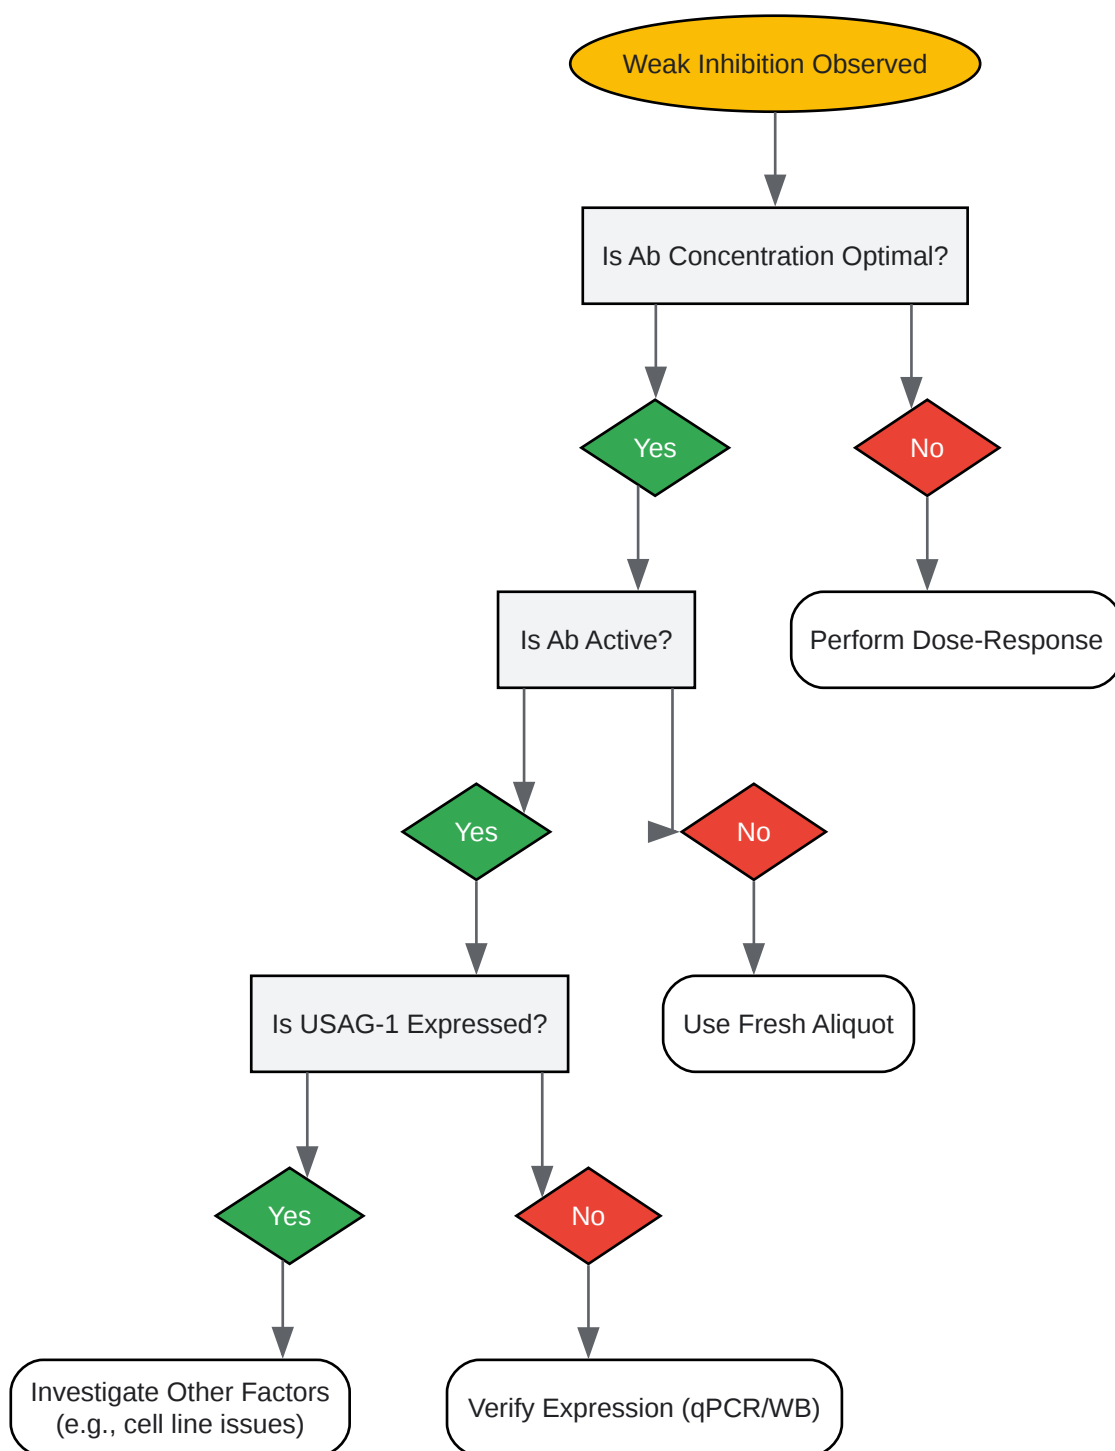 Weak Inhibition Observed
Is Ab Concentration Optimal?
Yes
No
Is Ab Active?
Perform Dose-Response
Yes
No
Is USAG-1 Expressed?
Use Fresh Aliquot
Yes
No
Investigate Other Factors
(e.g., cell line issues)
Verify Expression (qPCR/WB)